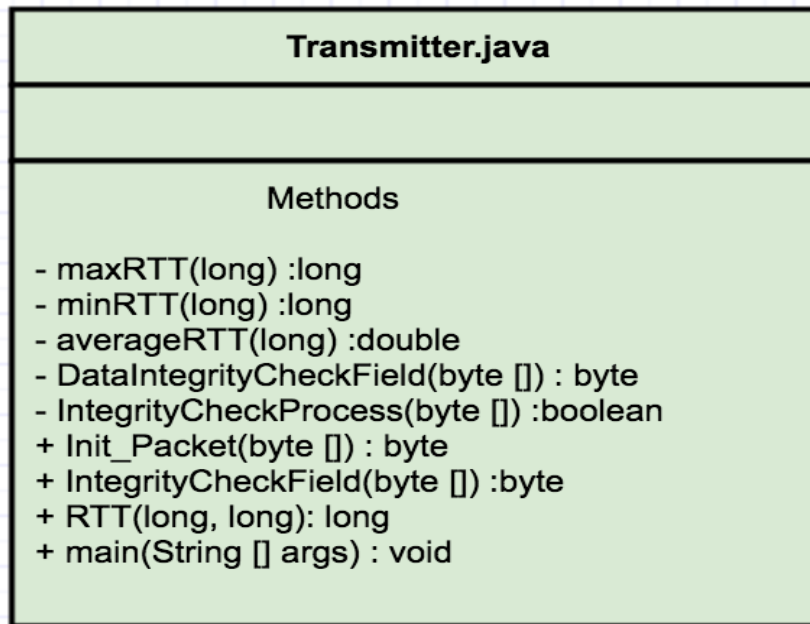 Transmitter.java
Methods
- maxRTT(long) :long
- minRTT(long) :long
- averageRTT(long) :double
- DataIntegrityCheckField(byte []) : byte
- IntegrityCheckProcess(byte []) :boolean
+ Init_Packet(byte []) : byte
+ IntegrityCheckField(byte []) :byte
+ RTT(long, long): long
+ main(String [] args) : void